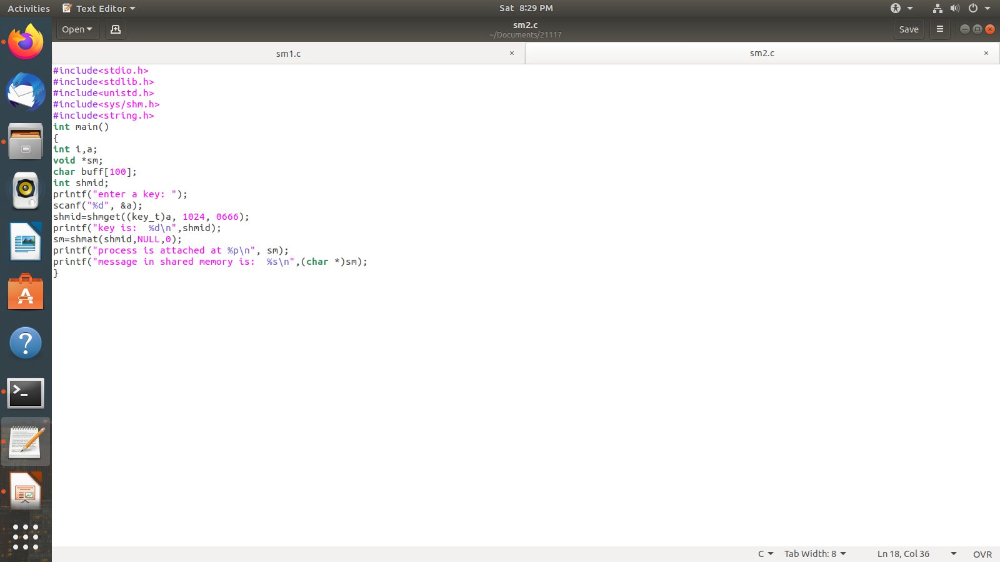 Activities Text Editor Sat 8:29 PM
Open sm2.c Save
~/Documents/21117
sm1.c × sm2.c ×
#include<stdio.h>
#include<stdlib.h>
#include<unistd.h>
#include<sys/shm.h>
#include<string.h>
int main()
{
int i,a;
void *sm;
char buff[100];
int shmid;
printf("enter a key: ");
scanf("%d", &a);
shmid=shmget((key_t)a, 1024, 0666);
printf("key is:  %d\n",shmid);
sm=shmat(shmid,NULL,0);
printf("process is attached at %p\n", sm);
printf("message in shared memory is:  %s\n",(char *)sm);
}
C Tab Width: 8 Ln 18, Col 36 OVR